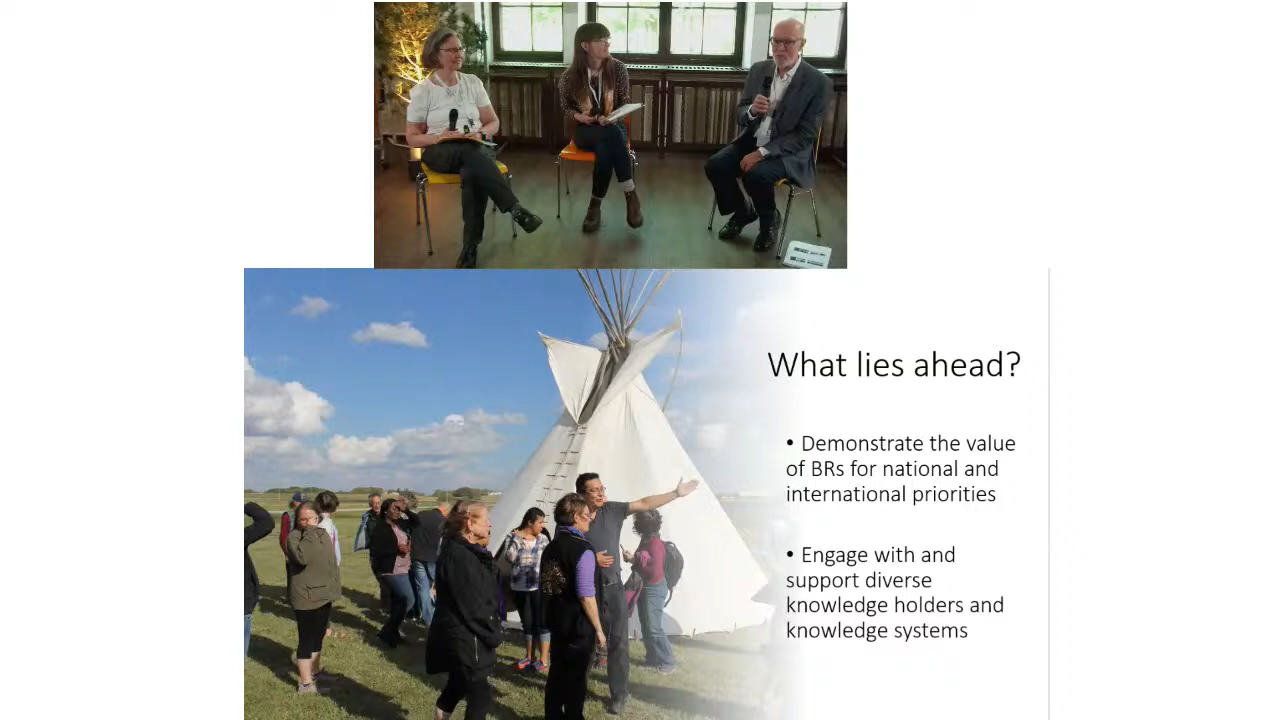 What lies ahead?
• Demonstrate the value
of BRs for national and
international priorities
• Engage with and
support diverse
knowledge holders and
knowledge systems